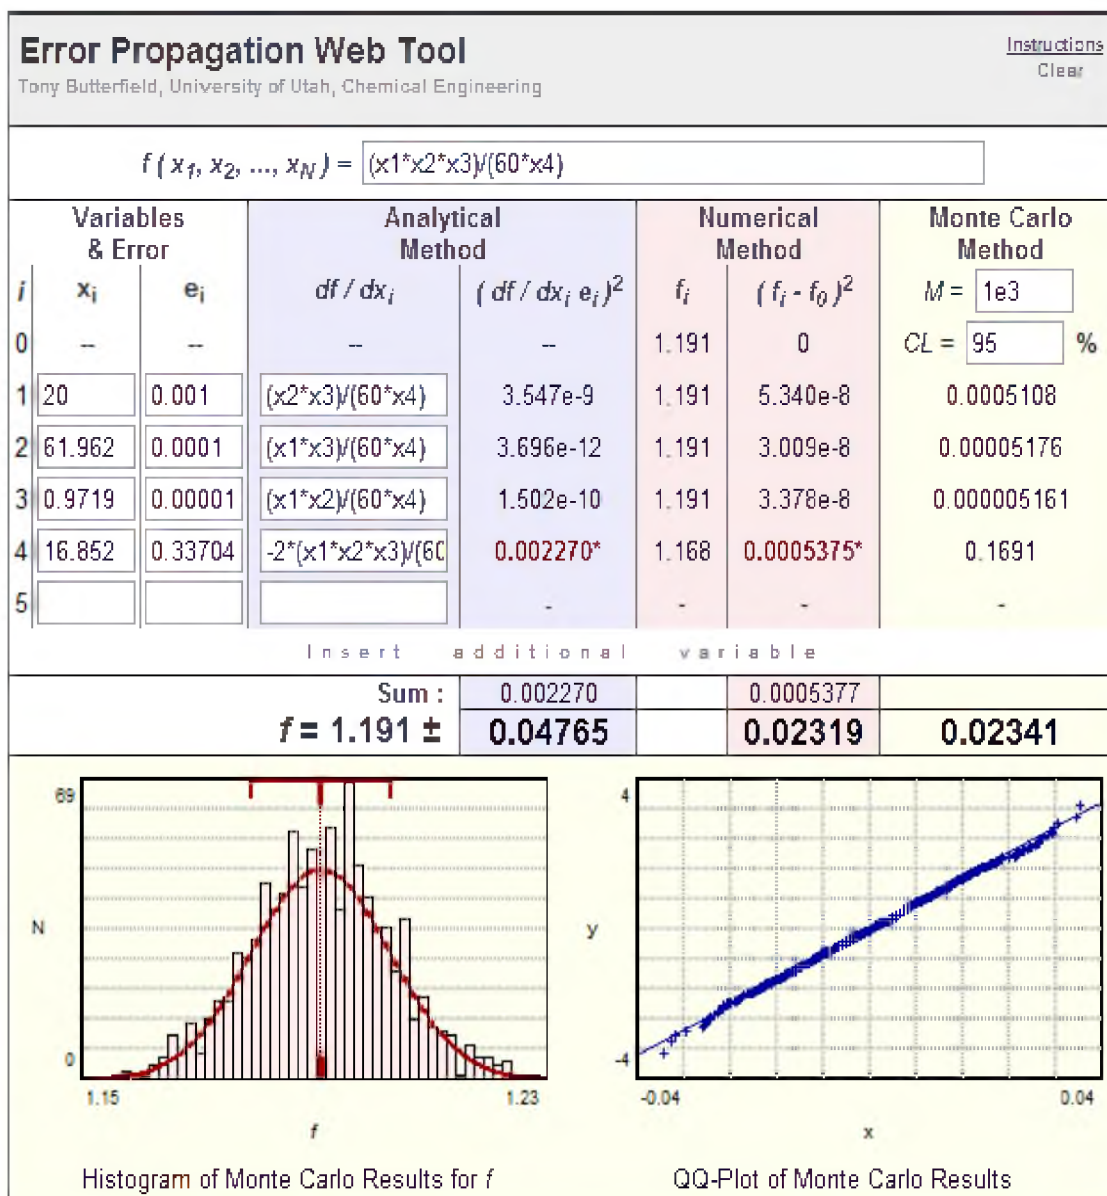 Error Propagation Web Tool
Instructions
Tony Butterfield, University of Utah, Chemical Engineering
Clear
f ( x1, x2, ..., xN ) = (x1*x2*x3)/(60*x4)
Variables & Error Analytical Method Numerical Method Monte Carlo Method
i xi ei df / dxi ( df / dxi ei )² fi ( fi - f0 )² M = 1e3
0 -- -- -- -- 1.191 0 CL = 95 %
1 20 0.001 (x2*x3)/(60*x4) 3.547e-9 1.191 5.340e-8 0.0005108
2 61.962 0.0001 (x1*x3)/(60*x4) 3.696e-12 1.191 3.009e-8 0.00005176
3 0.9719 0.00001 (x1*x2)/(60*x4) 1.502e-10 1.191 3.378e-8 0.000005161
4 16.852 0.33704 -2*(x1*x2*x3)/(60 0.002270* 1.168 0.0005375* 0.1691
5 - - - -
Insert additional variable
Sum : 0.002270 0.0005377
f = 1.191 ± 0.04765 0.02319 0.02341
69
N
0
1.15 1.23
f
Histogram of Monte Carlo Results for f
4
y
-4
-0.04 0.04
x
QQ-Plot of Monte Carlo Results